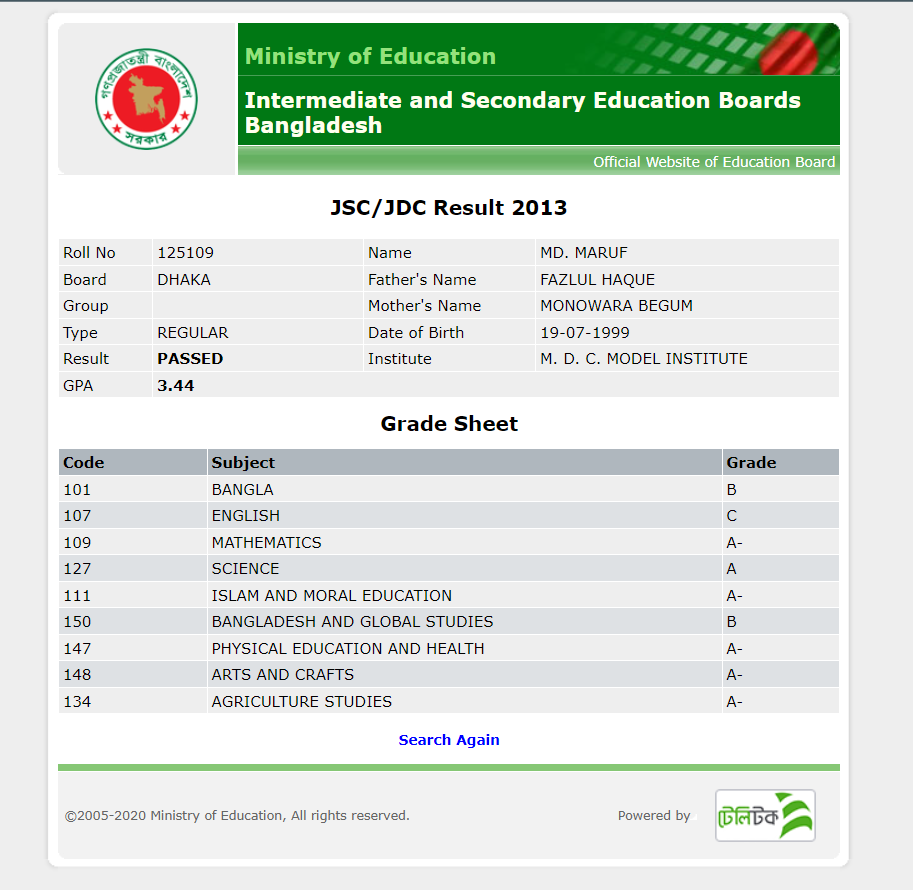 গণপ্রজাতন্ত্রী বাংলাদেশ
সরকার
Ministry of Education
Intermediate and Secondary Education Boards
Bangladesh
Official Website of Education Board
JSC/JDC Result 2013
Roll No 125109 Name MD. MARUF
Board DHAKA Father's Name FAZLUL HAQUE
Group Mother's Name MONOWARA BEGUM
Type REGULAR Date of Birth 19-07-1999
Result PASSED Institute M. D. C. MODEL INSTITUTE
GPA 3.44
Grade Sheet
Code Subject Grade
101 BANGLA B
107 ENGLISH C
109 MATHEMATICS A-
127 SCIENCE A
111 ISLAM AND MORAL EDUCATION A-
150 BANGLADESH AND GLOBAL STUDIES B
147 PHYSICAL EDUCATION AND HEALTH A-
148 ARTS AND CRAFTS A-
134 AGRICULTURE STUDIES A-
Search Again
©2005-2020 Ministry of Education, All rights reserved. Powered by টেলিটক